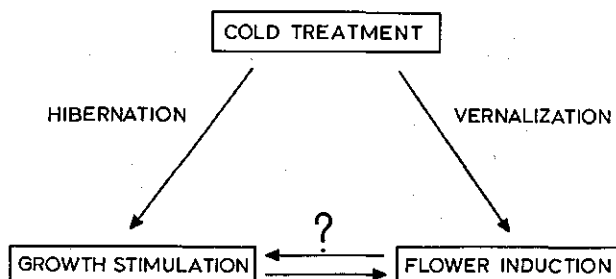 COLD TREATMENT
HIBERNATION
VERNALIZATION
?
GROWTH STIMULATION
FLOWER INDUCTION